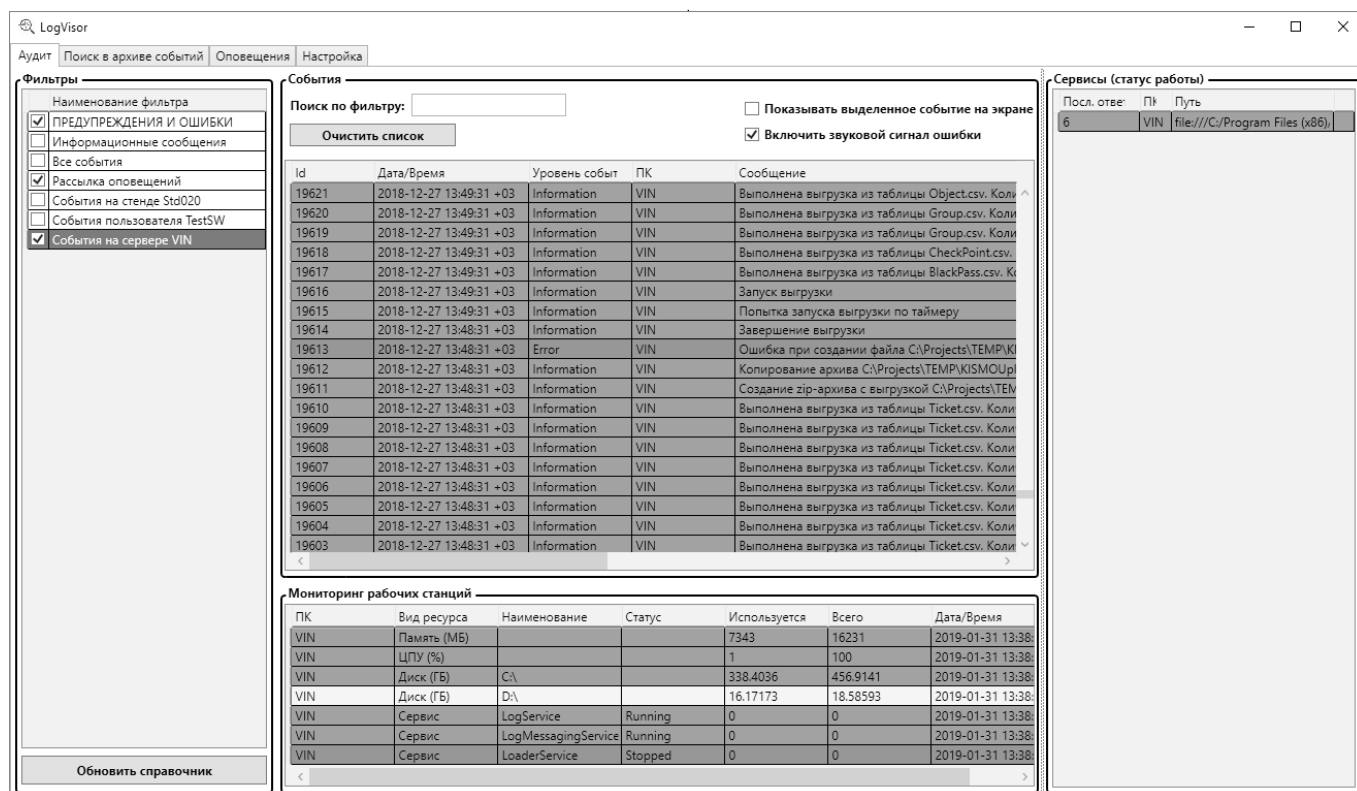 LogVisor
Аудит Поиск в архиве событий Оповещения Настройка
Фильтры
Наименование фильтра
ПРЕДУПРЕЖДЕНИЯ И ОШИБКИ
Информационные сообщения
Все события
Рассылка оповещений
События на стенде Std020
События пользователя TestSW
События на сервере VIN
Обновить справочник
События
Поиск по фильтру:
Показывать выделенное событие на экране
Очистить список
Включить звуковой сигнал ошибки
Id Дата/Время Уровень событ ПК Сообщение
19621 2018-12-27 13:49:31 +03 Information VIN Выполнена выгрузка из таблицы Object.csv. Коли
19620 2018-12-27 13:49:31 +03 Information VIN Выполнена выгрузка из таблицы Group.csv. Коли
19619 2018-12-27 13:49:31 +03 Information VIN Выполнена выгрузка из таблицы Group.csv. Коли
19618 2018-12-27 13:49:31 +03 Information VIN Выполнена выгрузка из таблицы CheckPoint.csv.
19617 2018-12-27 13:49:31 +03 Information VIN Выполнена выгрузка из таблицы BlackPass.csv. Ко
19616 2018-12-27 13:49:31 +03 Information VIN Запуск выгрузки
19615 2018-12-27 13:49:31 +03 Information VIN Попытка запуска выгрузки по таймеру
19614 2018-12-27 13:48:31 +03 Information VIN Завершение выгрузки
19613 2018-12-27 13:48:31 +03 Error VIN Ошибка при создании файла C:\Projects\TEMP\KI
19612 2018-12-27 13:48:31 +03 Information VIN Копирование архива C:\Projects\TEMP\KISMOUpl
19611 2018-12-27 13:48:31 +03 Information VIN Создание zip-архива с выгрузкой C:\Projects\TEM
19610 2018-12-27 13:48:31 +03 Information VIN Выполнена выгрузка из таблицы Ticket.csv. Коли
19609 2018-12-27 13:48:31 +03 Information VIN Выполнена выгрузка из таблицы Ticket.csv. Коли
19608 2018-12-27 13:48:31 +03 Information VIN Выполнена выгрузка из таблицы Ticket.csv. Коли
19607 2018-12-27 13:48:31 +03 Information VIN Выполнена выгрузка из таблицы Ticket.csv. Коли
19606 2018-12-27 13:48:31 +03 Information VIN Выполнена выгрузка из таблицы Ticket.csv. Коли
19605 2018-12-27 13:48:31 +03 Information VIN Выполнена выгрузка из таблицы Ticket.csv. Коли
19604 2018-12-27 13:48:31 +03 Information VIN Выполнена выгрузка из таблицы Ticket.csv. Коли
19603 2018-12-27 13:48:31 +03 Information VIN Выполнена выгрузка из таблицы Ticket.csv. Коли
Мониторинг рабочих станций
ПК Вид ресурса Наименование Статус Используется Всего Дата/Время
VIN Память (МБ) 7343 16231 2019-01-31 13:38:
VIN ЦПУ (%) 1 100 2019-01-31 13:38:
VIN Диск (ГБ) C:\ 338.4036 456.9141 2019-01-31 13:38:
VIN Диск (ГБ) D:\ 16.17173 18.58593 2019-01-31 13:38:
VIN Сервис LogService Running 0 0 2019-01-31 13:38:
VIN Сервис LogMessagingService Running 0 0 2019-01-31 13:38:
VIN Сервис LoaderService Stopped 0 0 2019-01-31 13:38:
Сервисы (статус работы)
Посл. отве ПК Путь
6 VIN file:///C:/Program Files (x86)/